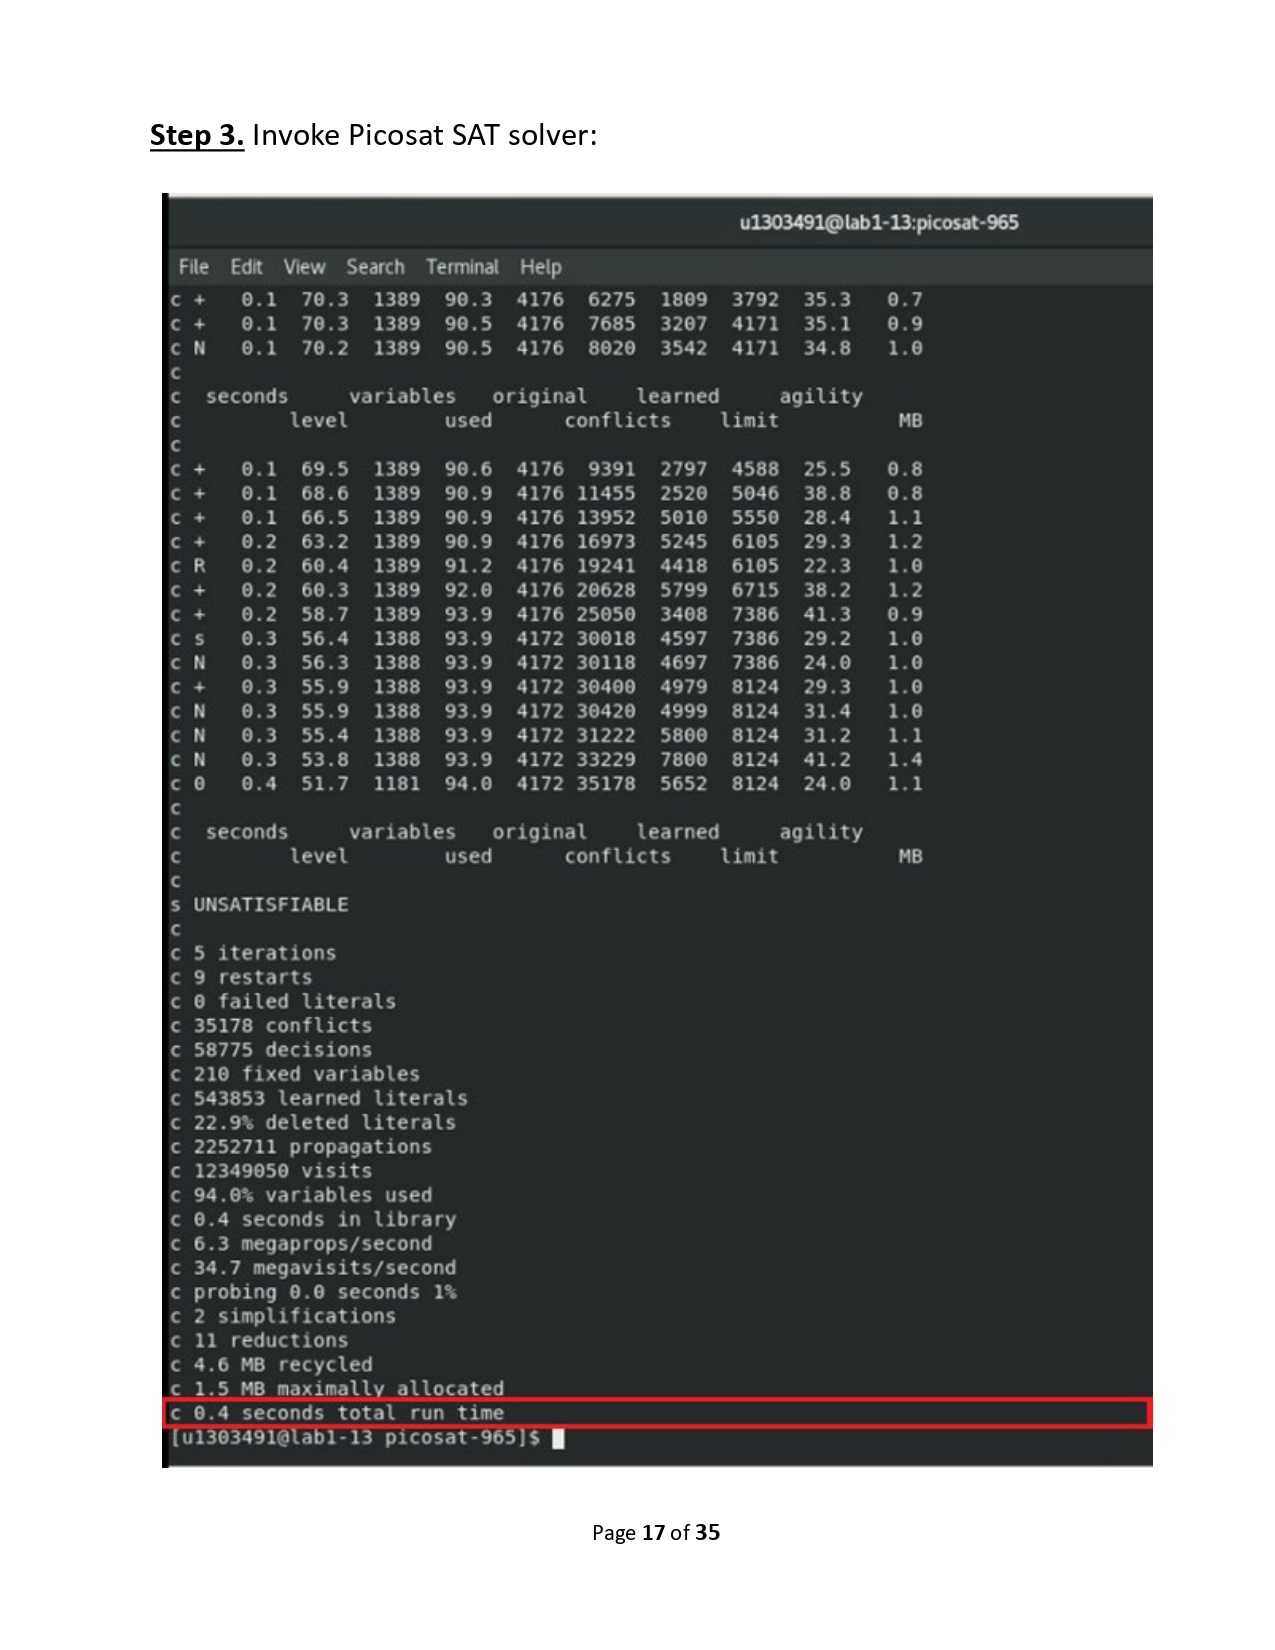 Step 3. Invoke Picosat SAT solver:
u1303491@lab1-13:picosat-965
File Edit View Search Terminal Help
c + 0.1 70.3 1389 90.3 4176 6275 1809 3792 35.3 0.7
c + 0.1 70.3 1389 90.5 4176 7685 3207 4171 35.1 0.9
c N 0.1 70.2 1389 90.5 4176 8020 3542 4171 34.8 1.0
c
c seconds variables original learned agility
c level used conflicts limit MB
c
c + 0.1 69.5 1389 90.6 4176 9391 2797 4588 25.5 0.8
c + 0.1 68.6 1389 90.9 4176 11455 2520 5046 38.8 0.8
c + 0.1 66.5 1389 90.9 4176 13952 5010 5550 28.4 1.1
c + 0.2 63.2 1389 90.9 4176 16973 5245 6105 29.3 1.2
c R 0.2 60.4 1389 91.2 4176 19241 4418 6105 22.3 1.0
c + 0.2 60.3 1389 92.0 4176 20628 5799 6715 38.2 1.2
c + 0.2 58.7 1389 93.9 4176 25050 3408 7386 41.3 0.9
c s 0.3 56.4 1388 93.9 4172 30018 4597 7386 29.2 1.0
c N 0.3 56.3 1388 93.9 4172 30118 4697 7386 24.0 1.0
c + 0.3 55.9 1388 93.9 4172 30400 4979 8124 29.3 1.0
c N 0.3 55.9 1388 93.9 4172 30420 4999 8124 31.4 1.0
c N 0.3 55.4 1388 93.9 4172 31222 5800 8124 31.2 1.1
c N 0.3 53.8 1388 93.9 4172 33229 7800 8124 41.2 1.4
c 0 0.4 51.7 1181 94.0 4172 35178 5652 8124 24.0 1.1
c
c seconds variables original learned agility
c level used conflicts limit MB
c
s UNSATISFIABLE
c
c 5 iterations
c 9 restarts
c 0 failed literals
c 35178 conflicts
c 58775 decisions
c 210 fixed variables
c 543853 learned literals
c 22.9% deleted literals
c 2252711 propagations
c 12349050 visits
c 94.0% variables used
c 0.4 seconds in library
c 6.3 megaprops/second
c 34.7 megavisits/second
c probing 0.0 seconds 1%
c 2 simplifications
c 11 reductions
c 4.6 MB recycled
c 1.5 MB maximally allocated
c 0.4 seconds total run time
[u1303491@lab1-13 picosat-965]$
Page 17 of 35